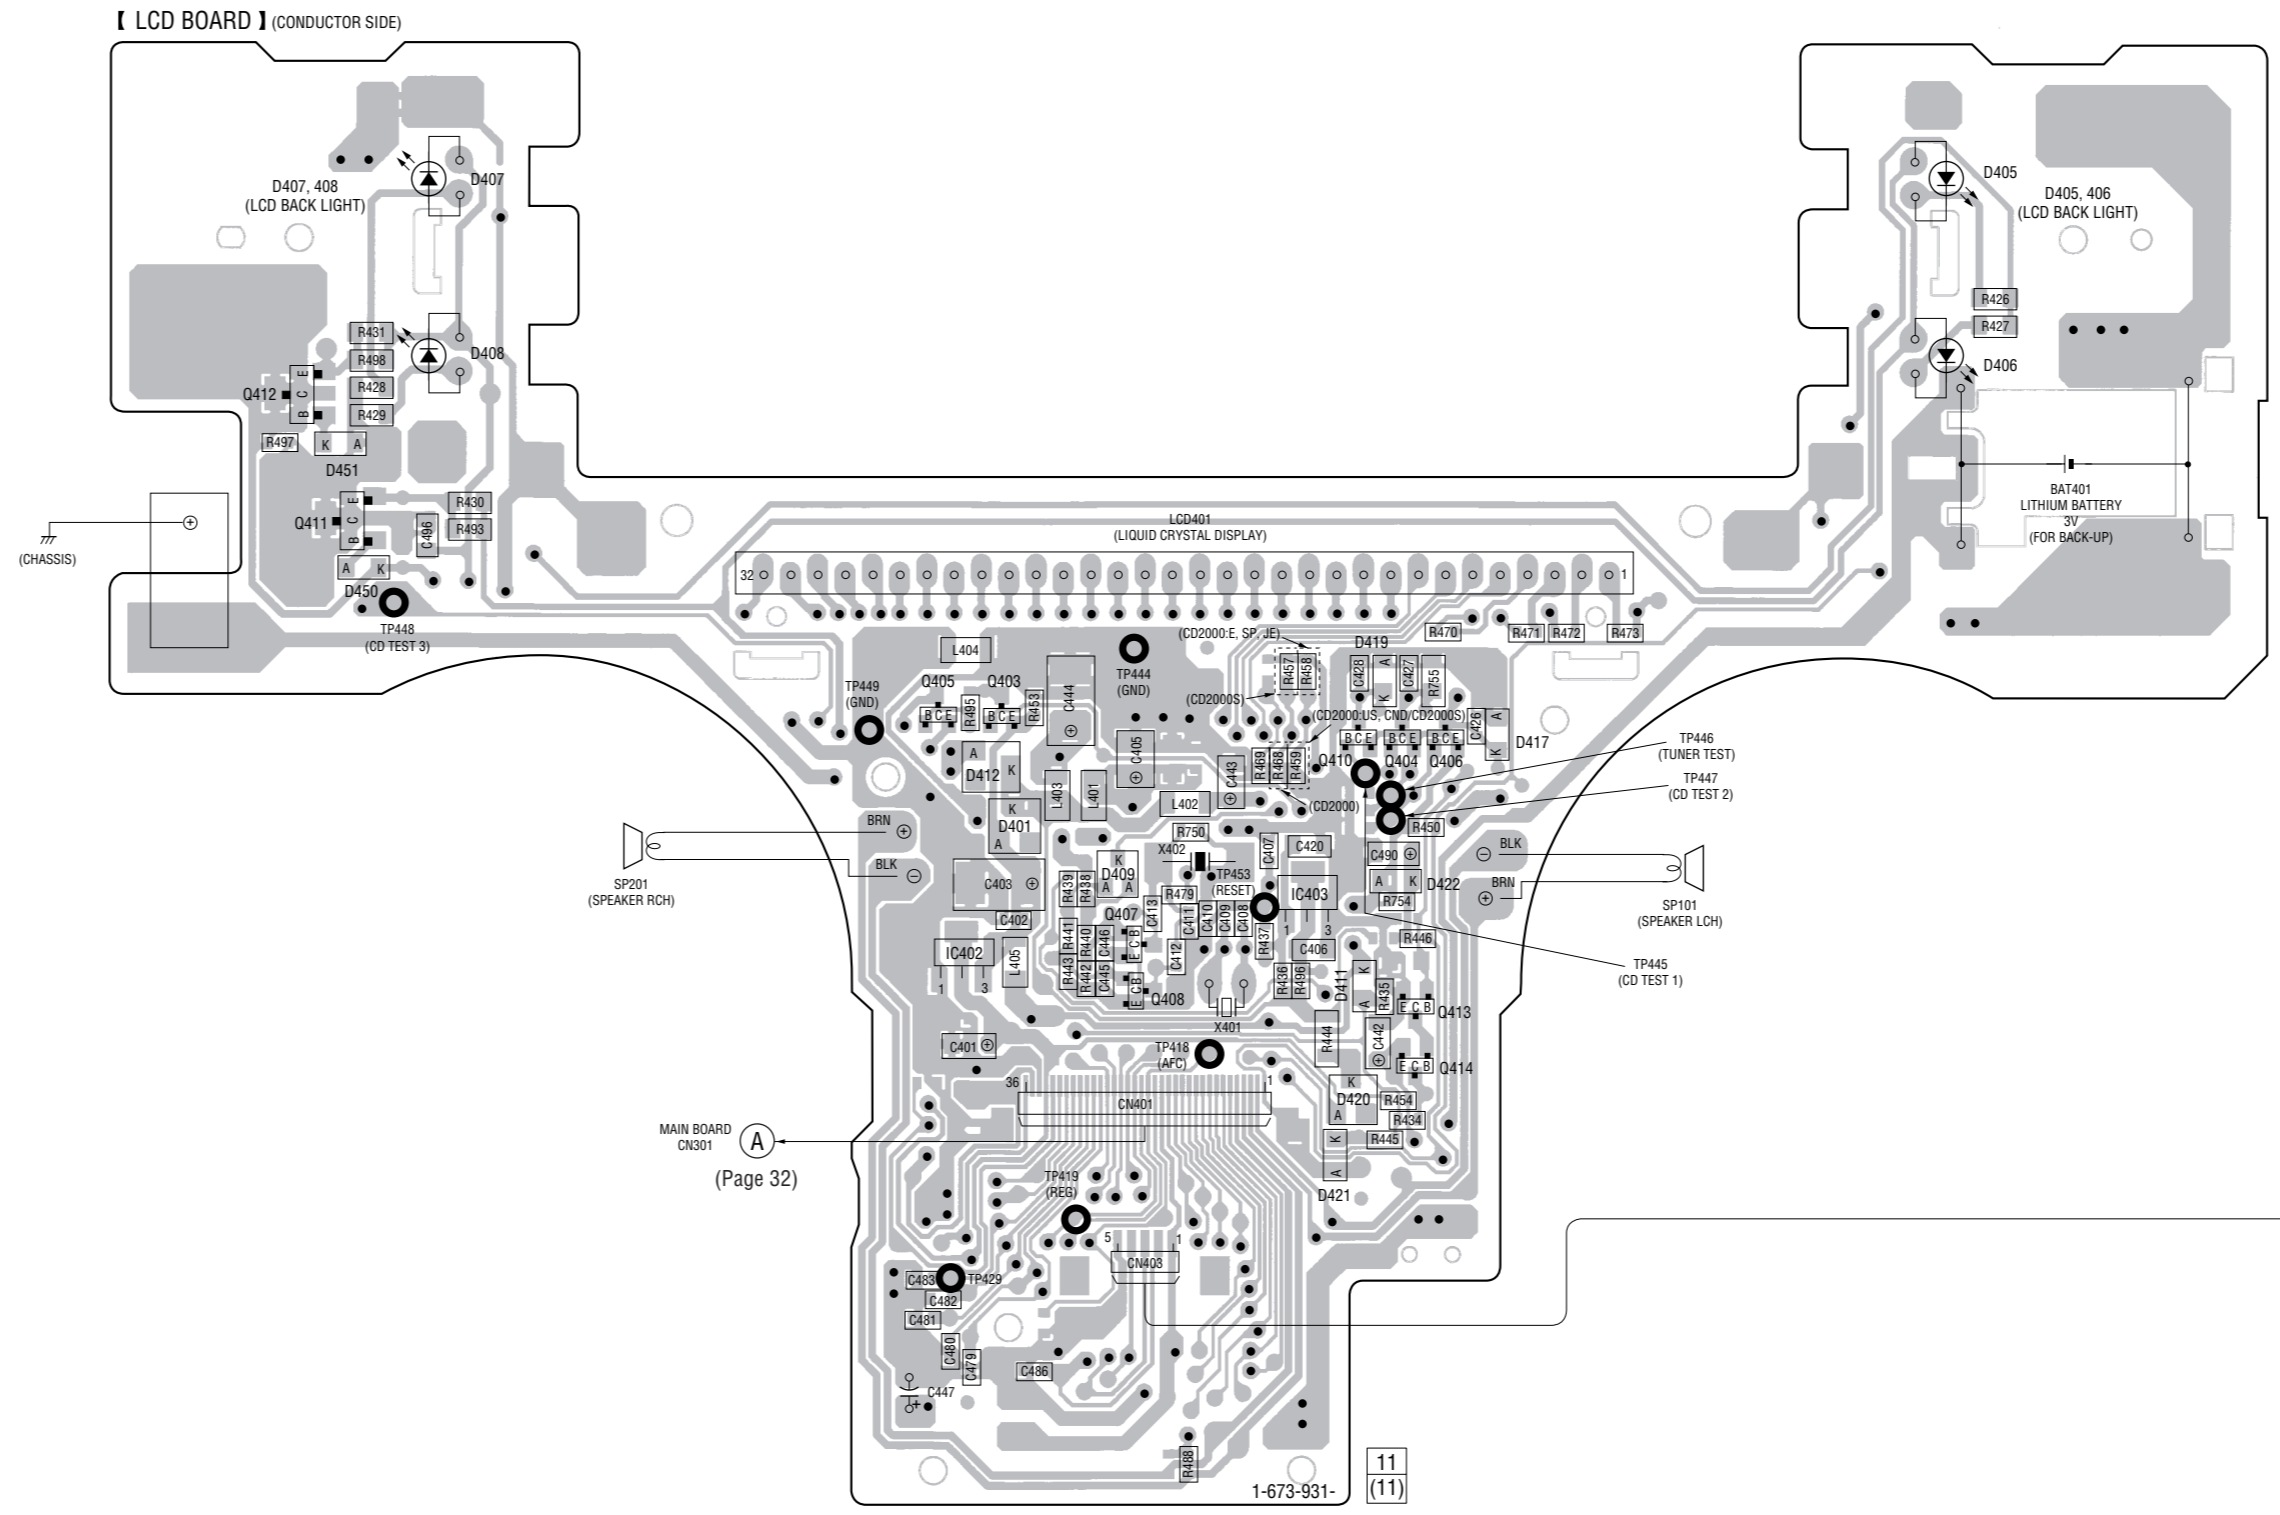 【 LCD BOARD 】 (CONDUCTOR SIDE)
D407
D407, 408
(LCD BACK LIGHT)
D405
D405, 406
(LCD BACK LIGHT)
R431
R498
R428
R429
D408
Q412
E
C
B
R497
K A
D451
R426
R427
D406
Q411
E
C
B
C496
R430
R493
A K
D450
(CHASSIS)
TP448
(CD TEST 3)
BAT401
LITHIUM BATTERY
3V
(FOR BACK-UP)
LCD401
(LIQUID CRYSTAL DISPLAY)
32
1
(CD2000:E, SP, JE)
R470
R471
R472
R473
L404
TP444
(GND)
R457
R458
D419
C428
A
K
C427
R755
TP449
(GND)
Q405
Q403
B C E
R495
B C E
R453
C444
(CD2000S)
(CD2000:US, CND/CD2000S)
C426
A
K
D417
C405
B C E
B C E
B C E
Q410
Q404
Q406
TP446
(TUNER TEST)
TP447
(CD TEST 2)
A
D412
K
L403
L401
C443
R469
R468
R459
(CD2000)
L402
K
D401
A
R750
R450
BRN
BLK
SP201
(SPEAKER RCH)
X402
C407
C420
C490
BLK
BRN
SP101
(SPEAKER LCH)
C403
K
D409
A A
TP453
(RESET)
R439
R438
R479
IC403
1
3
A K
D422
R754
C402
Q407
C413
C411
C410
C409
C408
R437
C406
R446
IC402
1
3
L405
R441
R440
C446
E C B
C412
R443
R442
C445
E C B
Q408
R436
R496
D411
K
A
R435
E C B
Q413
TP445
(CD TEST 1)
X401
C401
TP418
(AFC)
R444
C442
E C B
Q414
36
1
CN401
K
D420
A
R454
R434
R445
MAIN BOARD
CN301
A
(Page 32)
K
A
D421
TP419
(REG)
5
1
CN403
C483
TP429
C482
C481
C480
C479
C486
C447
+
R488
1-673-931-
11
(11)